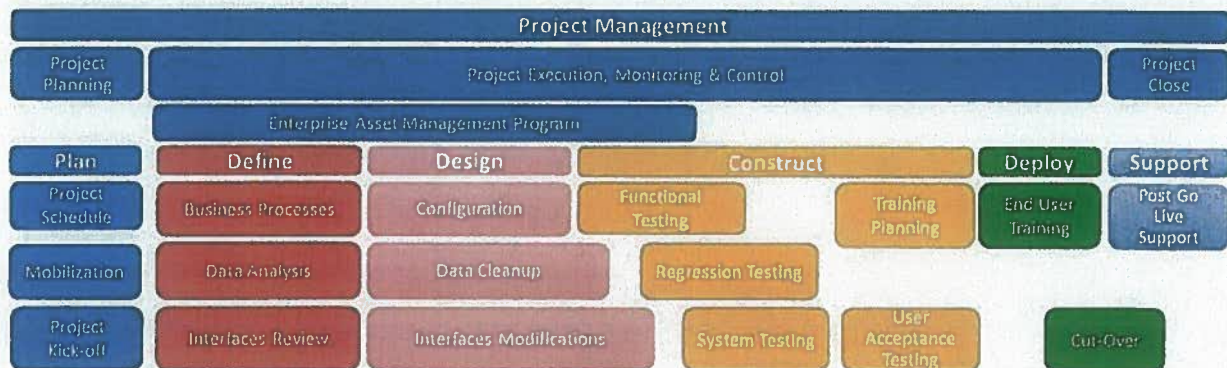 Project Management
Project
Planning
Project Execution, Monitoring & Control
Project
Close
Enterprise Asset Management Program
Plan
Define
Design
Construct
Deploy
Support
Project
Schedule
Business Processes
Configuration
Functional
Testing
Training
Planning
End User
Training
Post Go
Live
Support
Mobilization
Data Analysis
Data Cleanup
Regression Testing
Project
Kick-off
Interfaces Review
Interfaces Modifications
System Testing
User
Acceptance
Testing
Cut-Over